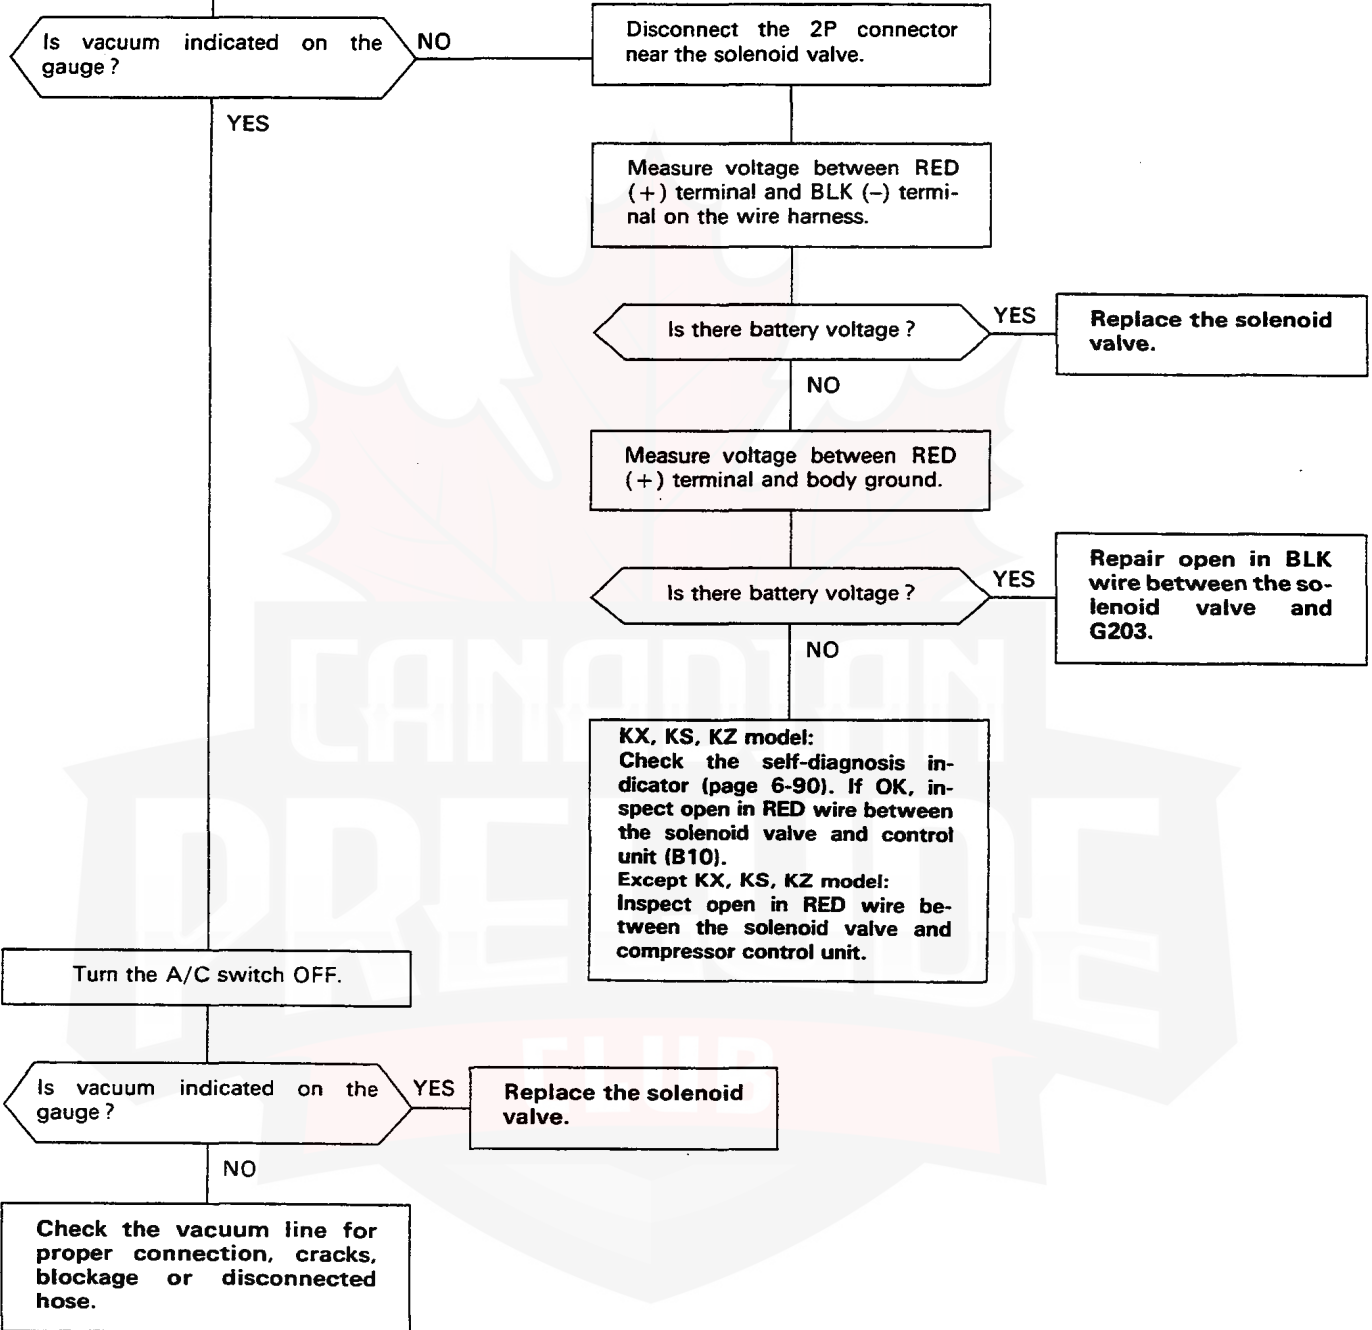 Is vacuum indicated on the
gauge?
NO
Disconnect the 2P connector
near the solenoid valve.
YES
Measure voltage between RED
(+) terminal and BLK (–) termi-
nal on the wire harness.
Is there battery voltage?
YES
Replace the solenoid
valve.
NO
Measure voltage between RED
(+) terminal and body ground.
Is there battery voltage?
YES
Repair open in BLK
wire between the so-
lenoid valve and
G203.
NO
KX, KS, KZ model:
Check the self-diagnosis in-
dicator (page 6-90). If OK, in-
spect open in RED wire between
the solenoid valve and control
unit (B10).
Except KX, KS, KZ model:
Inspect open in RED wire be-
tween the solenoid valve and
compressor control unit.
Turn the A/C switch OFF.
Is vacuum indicated on the
gauge?
YES
Replace the solenoid
valve.
NO
Check the vacuum line for
proper connection, cracks,
blockage or disconnected
hose.
CANADIAN
PRELUDE
CLUB